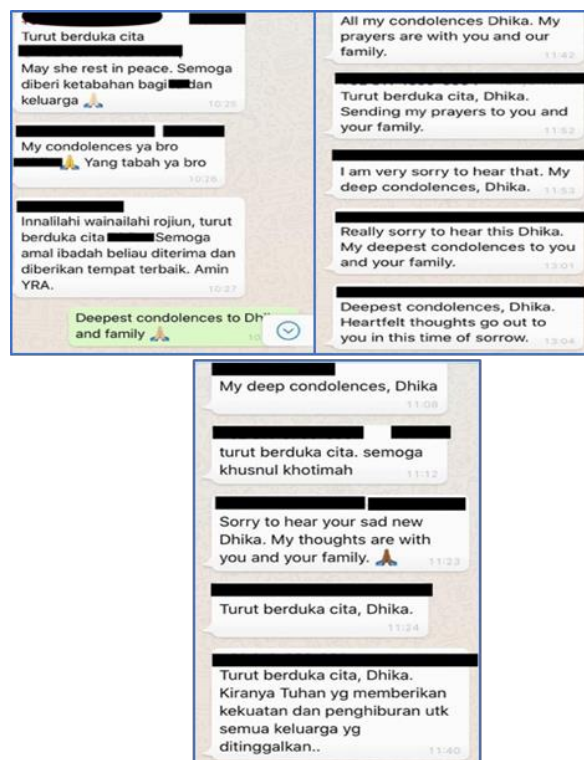 Turut berduka cita
May she rest in peace. Semoga
diberi ketabahan bagi dan
keluarga 🙏🏻
10:25
My condolences ya bro
🙏 Yang tabah ya bro
10:26
Innalilahi wainailahi rojiun, turut
berduka cita Semoga
amal ibadah beliau diterima dan
diberikan tempat terbaik. Amin
YRA.
10:27
Deepest condolences to
and family 🙏🏻
All my condolences Dhika. My
prayers are with you and our
family.
11:42
Turut berduka cita, Dhika.
Sending my prayers to you and
your family.
11:52
I am very sorry to hear that. My
deep condolences, Dhika.
11:53
Really sorry to hear this Dhika.
My deepest condolences to you
and your family.
13:01
Deepest condolences, Dhika.
Heartfelt thoughts go out to
you in this time of sorrow.
13:04
My deep condolences, Dhika
11:08
turut berduka cita. semoga
khusnul khotimah
11:12
Sorry to hear your sad new
Dhika. My thoughts are with
you and your family. 🙏🏾
11:23
Turut berduka cita, Dhika.
11:24
Turut berduka cita, Dhika.
Kiranya Tuhan yg memberikan
kekuatan dan penghiburan utk
semua keluarga yg
ditinggalkan..
11:40